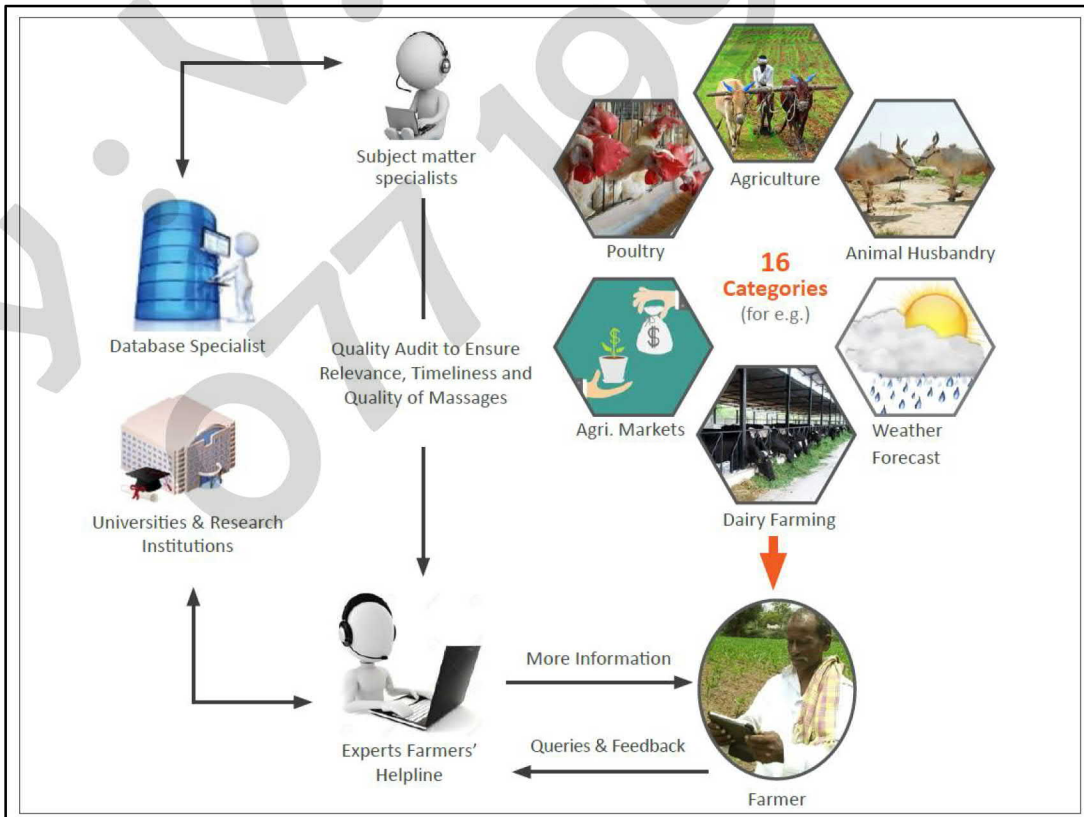 Subject matter
specialists
Database Specialist
Quality Audit to Ensure
Relevance, Timeliness and
Quality of Massages
Universities & Research
Institutions
Experts Farmers'
Helpline
Poultry
Agriculture
Animal Husbandry
16
Categories
(for e.g.)
Agri. Markets
Weather
Forecast
Dairy Farming
More Information
Queries & Feedback
Farmer